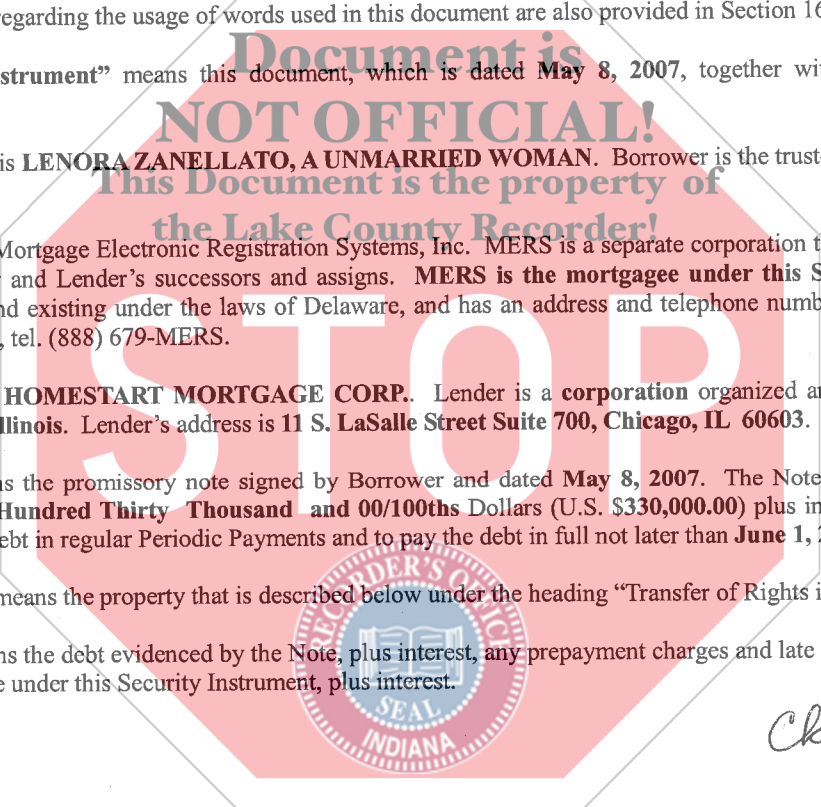 regarding the usage of words used in this document are also provided in Section 16
Document is
strument” means this document, which is dated May 8, 2007, together wi
NOT OFFICIAL!
is LENORA ZANELLATO, A UNMARRIED WOMAN. Borrower is the trust
This Document is the property of
the Lake County Recorder!
Mortgage Electronic Registration Systems, Inc. MERS is a separate corporation t
and Lender’s successors and assigns. MERS is the mortgagee under this S
nd existing under the laws of Delaware, and has an address and telephone numb
, tel. (888) 679-MERS.
STOP
HOMESTART MORTGAGE CORP.. Lender is a corporation organized a
llinois. Lender’s address is 11 S. LaSalle Street Suite 700, Chicago, IL 60603.
ns the promissory note signed by Borrower and dated May 8, 2007. The Note
Hundred Thirty Thousand and 00/100ths Dollars (U.S. $330,000.00) plus in
ebt in regular Periodic Payments and to pay the debt in full not later than June 1, 2
means the property that is described below under the heading “Transfer of Rights i
ns the debt evidenced by the Note, plus interest, any prepayment charges and late
e under this Security Instrument, plus interest.
RECORDER'S OFFIC
SEAL
INDIANA